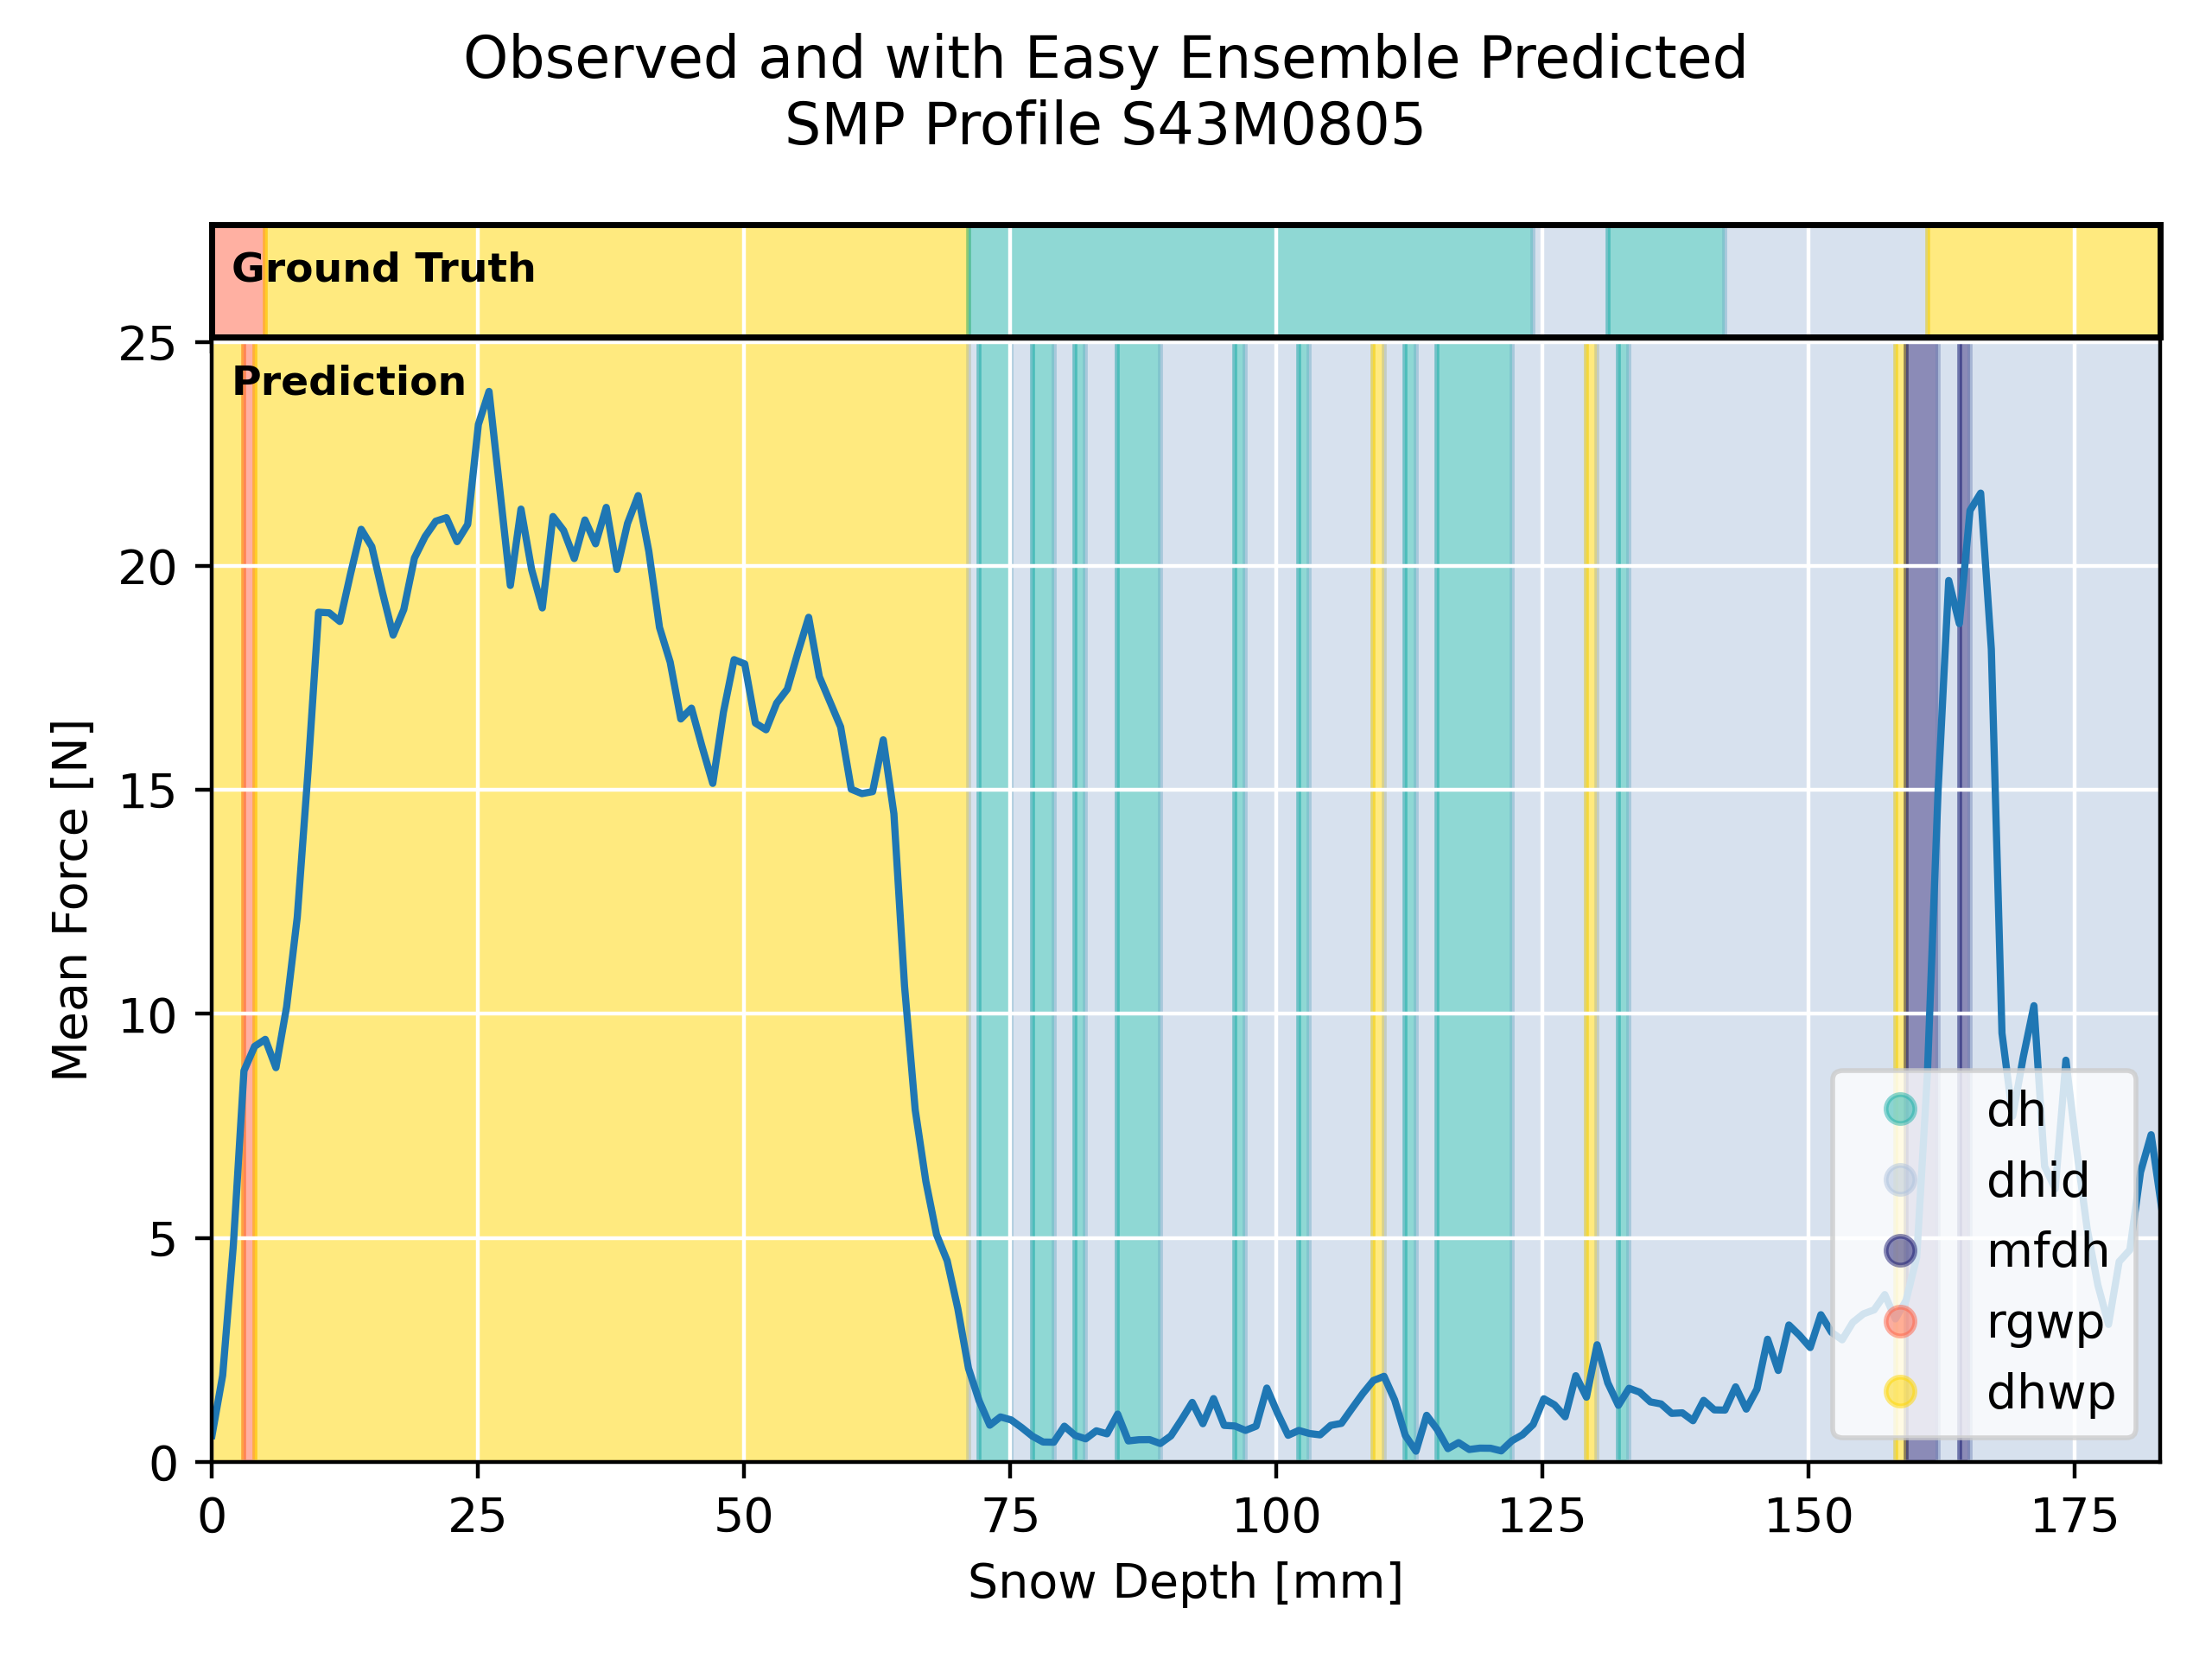 Observed and with Easy Ensemble Predicted
SMP Profile S43M0805
Ground Truth
Prediction
25
20
15
10
5
0
Mean Force [N]
dh
dhid
mfdh
rgwp
dhwp
0 25 50 75 100 125 150 175
Snow Depth [mm]